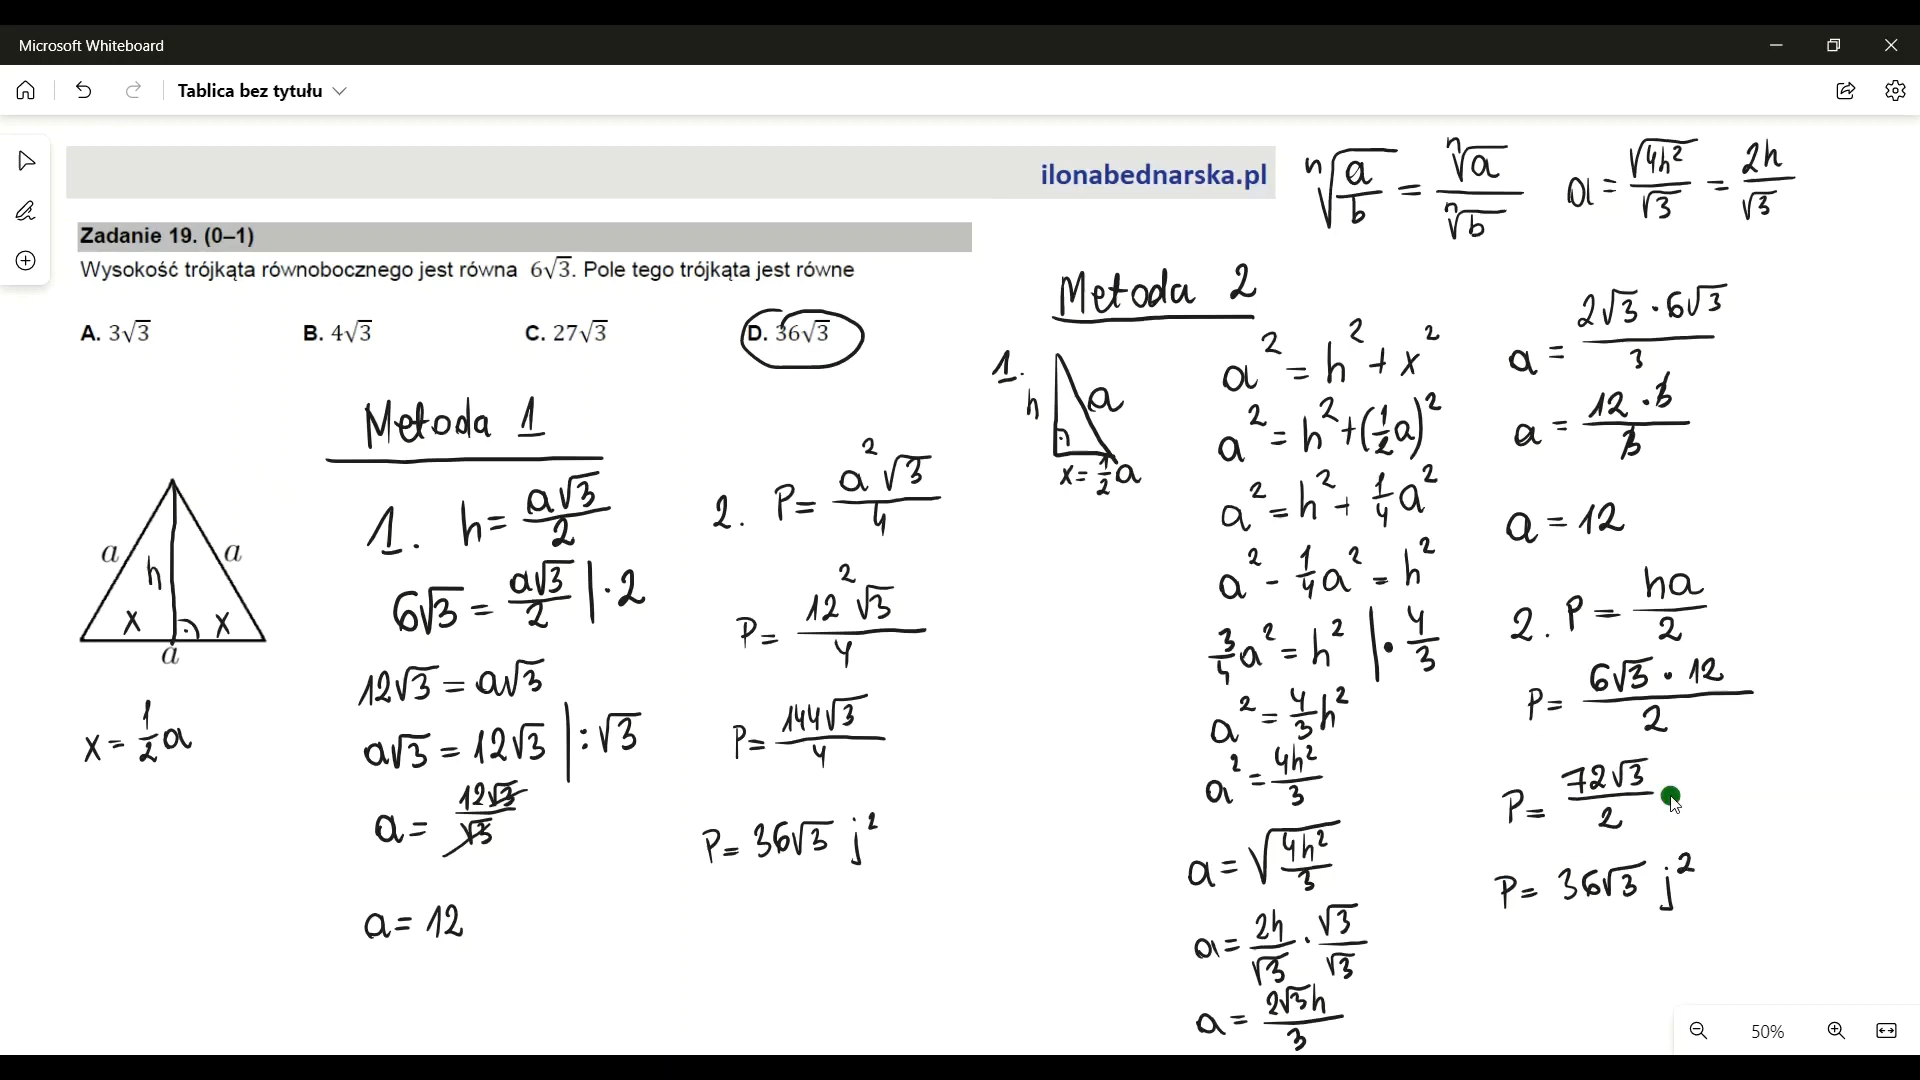 Microsoft Whiteboard
Tablica bez tytułu
ilonabednarska.pl
Zadanie 19. (0–1)
Wysokość trójkąta równobocznego jest równa 6√3. Pole tego trójkąta jest równe
A. 3√3 B. 4√3 C. 27√3 D. 36√3
a a
h
x x
a
x = 1/2 a
Metoda 1
1. h = a√3/2
6√3 = a√3/2 | · 2
12√3 = a√3
a√3 = 12√3 | : √3
a = 12√3/√3
a = 12
2. P = a²√3/4
P = 12²√3/4
P = 144√3/4
P = 36√3 j²
Metoda 2
1.
h a
x = 1/2 a
a² = h² + x²
a² = h² + (1/2 a)²
a² = h² + 1/4 a²
a² - 1/4 a² = h²
3/4 a² = h² | · 4/3
a² = 4/3 h²
a² = 4h²/3
a = √(4h²/3)
a = 2h/√3 · √3/√3
a = 2√3h/3
ⁿ√(a/b) = ⁿ√a/ⁿ√b
a = √(4h²)/√3 = 2h/√3
a = 2√3 · 6√3/3
a = 12 · 3/3
a = 12
2. P = ha/2
P = 6√3 · 12/2
P = 72√3/2
P = 36√3 j²
50%